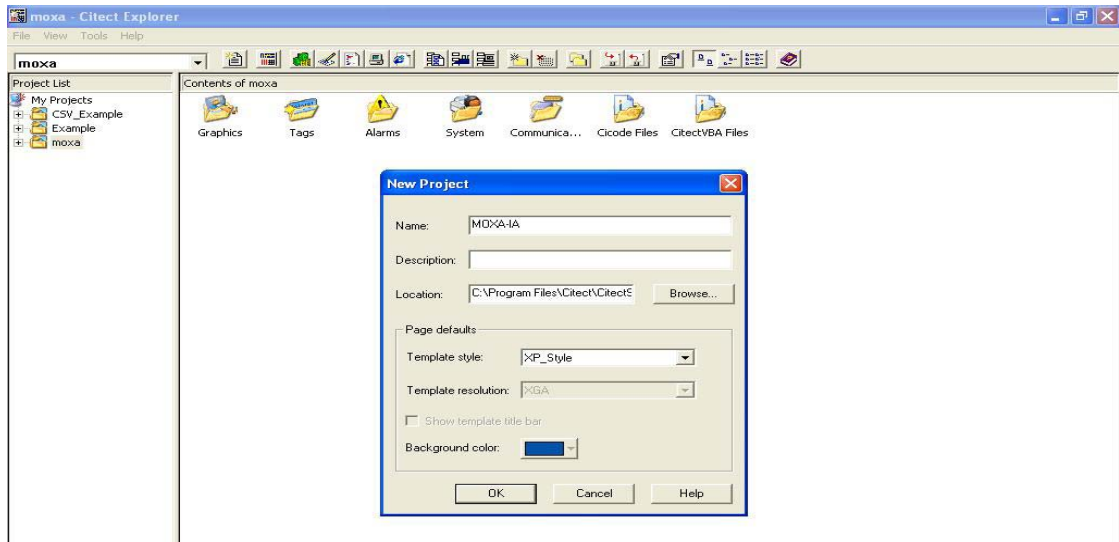 moxa - Citect Explorer
File View Tools Help
moxa
Project List
Contents of moxa
My Projects
CSV_Example
Example
moxa
Graphics
Tags
Alarms
System
Communica...
Cicode Files
CitectVBA Files
New Project
Name: MOXA-IA
Description:
Location: C:\Program Files\Citect\CitectS
Browse...
Page defaults
Template style: XP_Style
Template resolution: XGA
Show template title bar
Background color:
OK Cancel Help